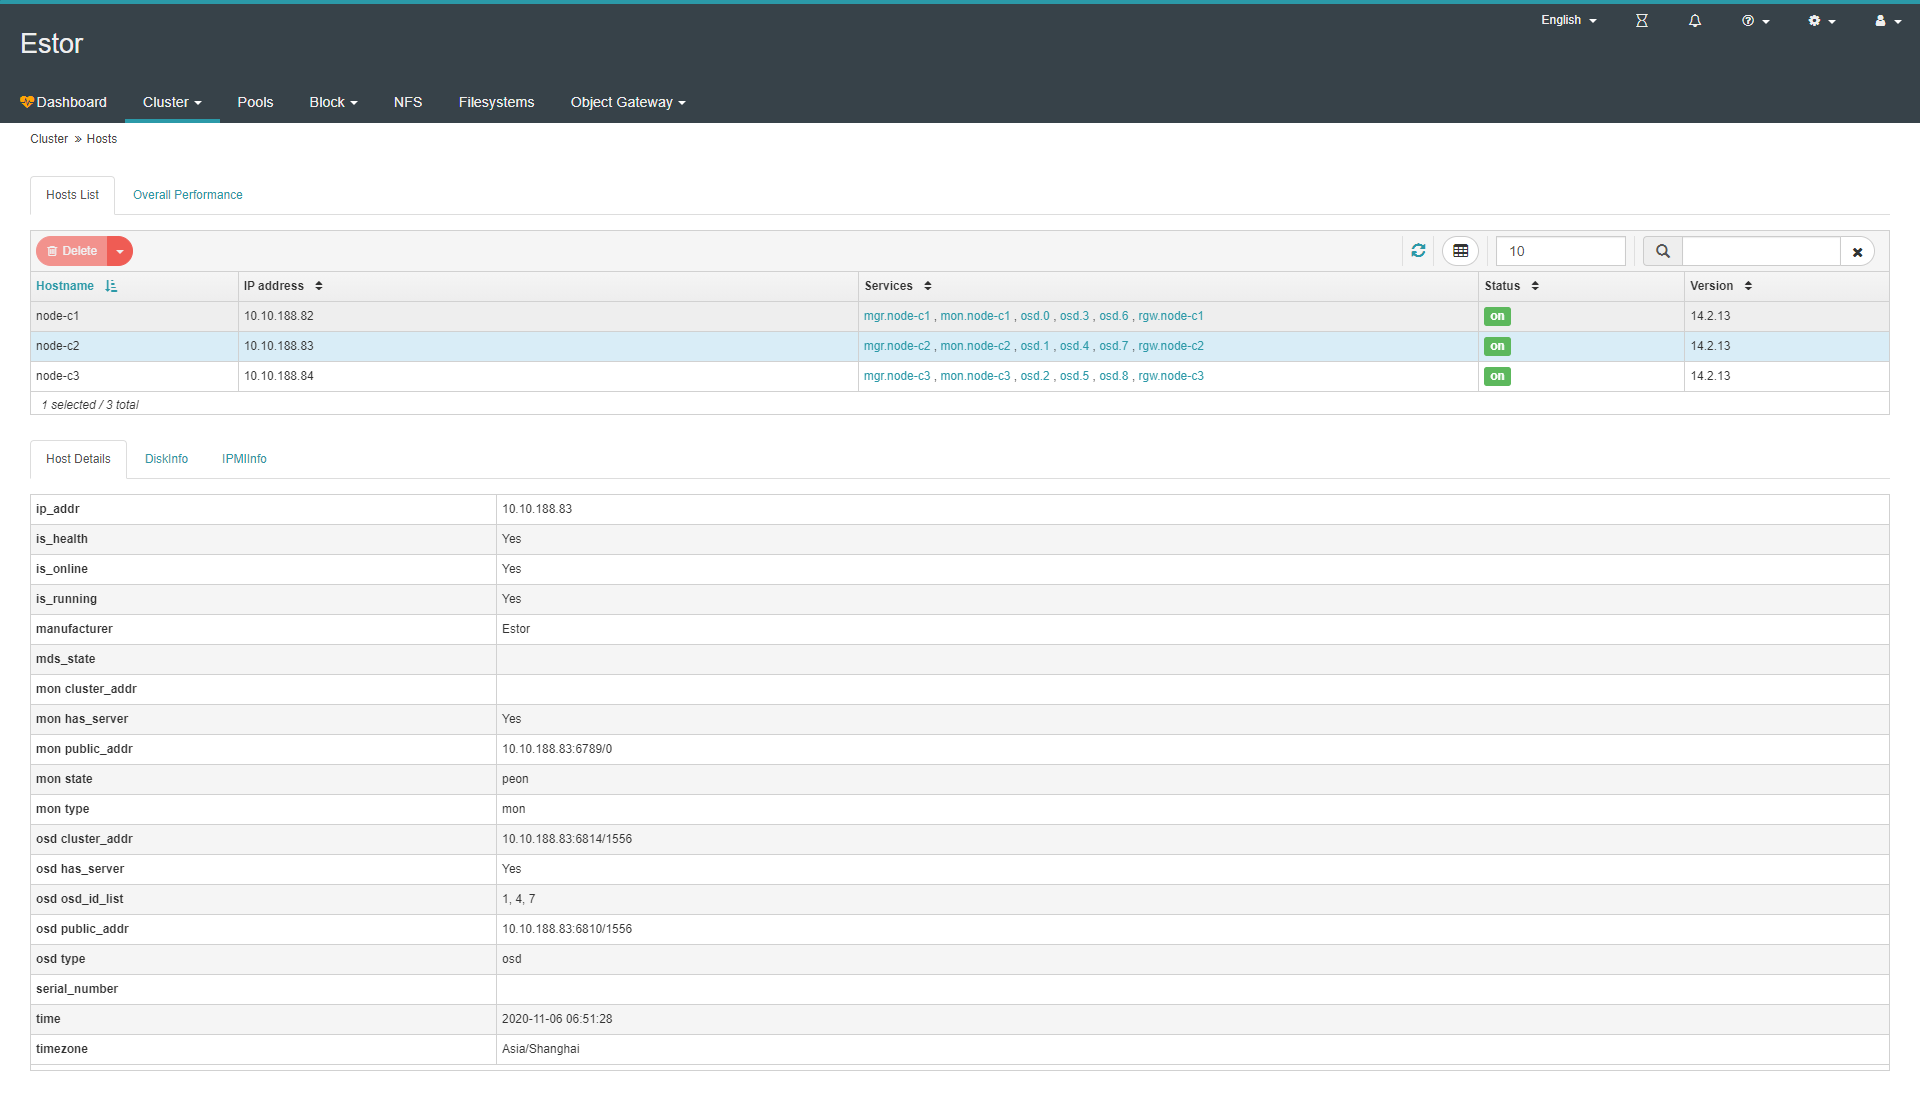 English
Estor
Dashboard Cluster Pools Block NFS Filesystems Object Gateway
Cluster » Hosts
Hosts List Overall Performance
Delete 10
Hostname IP address Services Status Version
node-c1 10.10.188.82 mgr.node-c1 , mon.node-c1 , osd.0 , osd.3 , osd.6 , rgw.node-c1 on 14.2.13
node-c2 10.10.188.83 mgr.node-c2 , mon.node-c2 , osd.1 , osd.4 , osd.7 , rgw.node-c2 on 14.2.13
node-c3 10.10.188.84 mgr.node-c3 , mon.node-c3 , osd.2 , osd.5 , osd.8 , rgw.node-c3 on 14.2.13
1 selected / 3 total
Host Details DiskInfo IPMIInfo
ip_addr 10.10.188.83
is_health Yes
is_online Yes
is_running Yes
manufacturer Estor
mds_state
mon cluster_addr
mon has_server Yes
mon public_addr 10.10.188.83:6789/0
mon state peon
mon type mon
osd cluster_addr 10.10.188.83:6814/1556
osd has_server Yes
osd osd_id_list 1, 4, 7
osd public_addr 10.10.188.83:6810/1556
osd type osd
serial_number
time 2020-11-06 06:51:28
timezone Asia/Shanghai